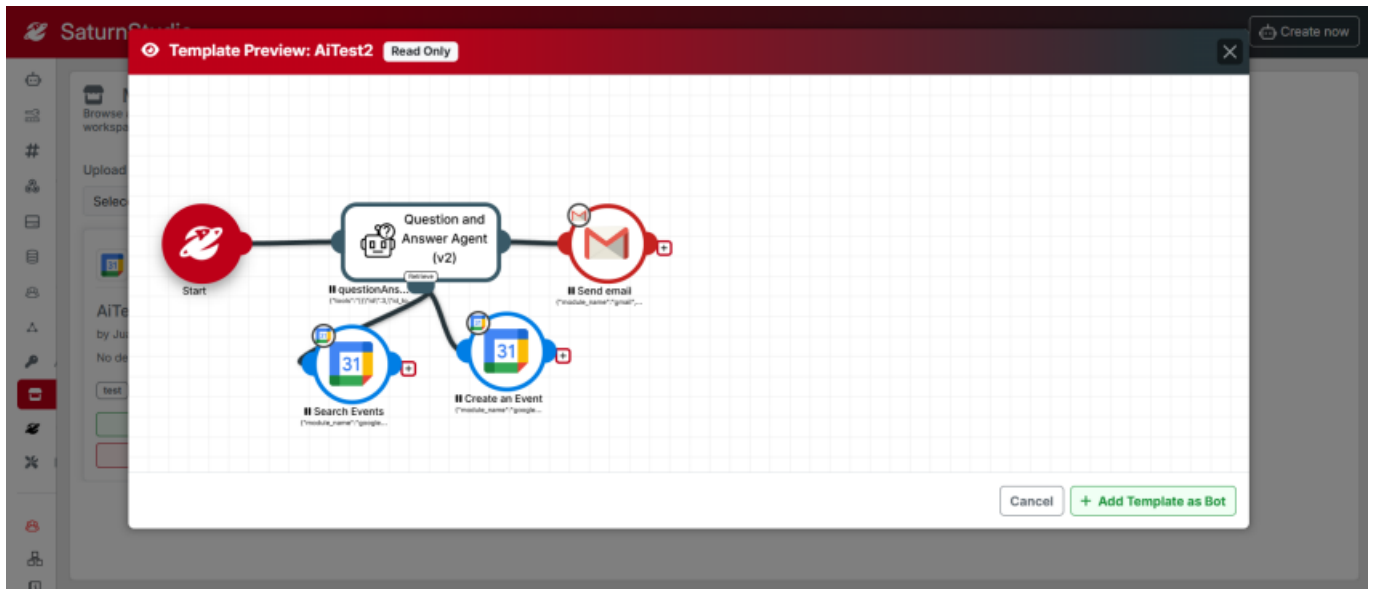 SaturnStudio
Create now
Template Preview: AiTest2
Read Only
Browse
workspa
Upload
Selec
31
AiTe
by Jua
No de
test
Start
Question and
Answer Agent
(v2)
Retrieve
questionAns...
Send email
{"module_name":"gmail",...
31
Search Events
{"module_name":"google...
31
Create an Event
{"module_name":"google...
Cancel
+ Add Template as Bot